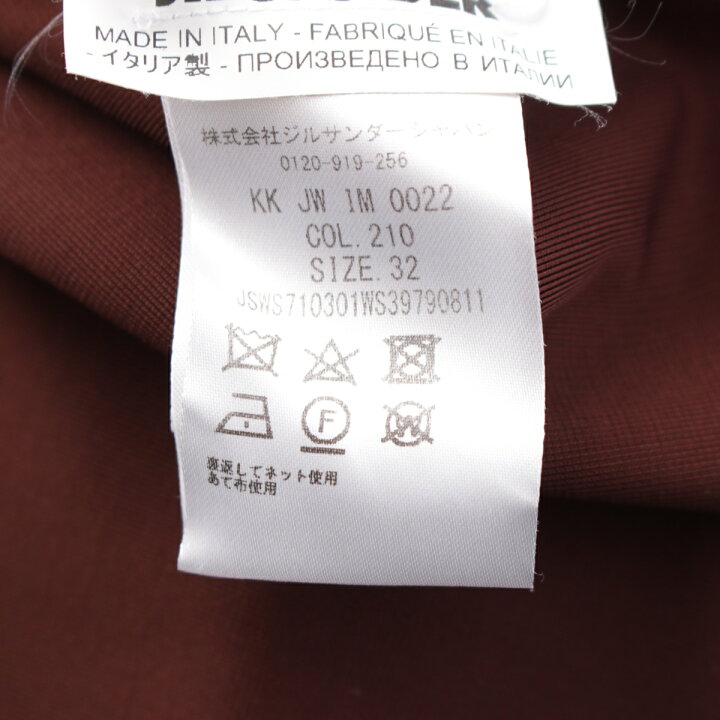 MADE IN ITALY - FABRIQUÉ EN ITALIE
- イタリア製 - ПРОИЗВЕДЕНО В ИТАЛИИ
株式会社ジルサンダージャパン
0120-919-256
KK JW IM 0022
COL.210
SIZE.32
JSWS710301WS39790811
F
W
裏返してネット使用
あて布使用